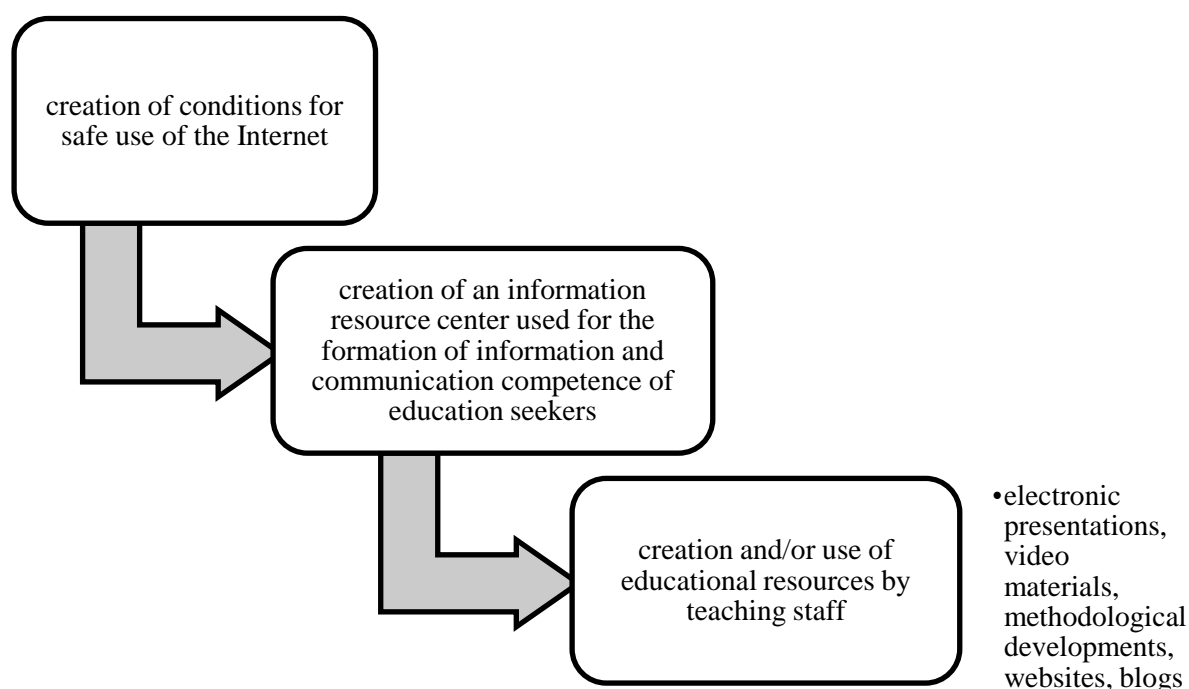 creation of conditions for
safe use of the Internet
creation of an information
resource center used for the
formation of information and
communication competence of
education seekers
creation and/or use of
educational resources by
teaching staff
•electronic
presentations,
video
materials,
methodological
developments,
websites, blogs